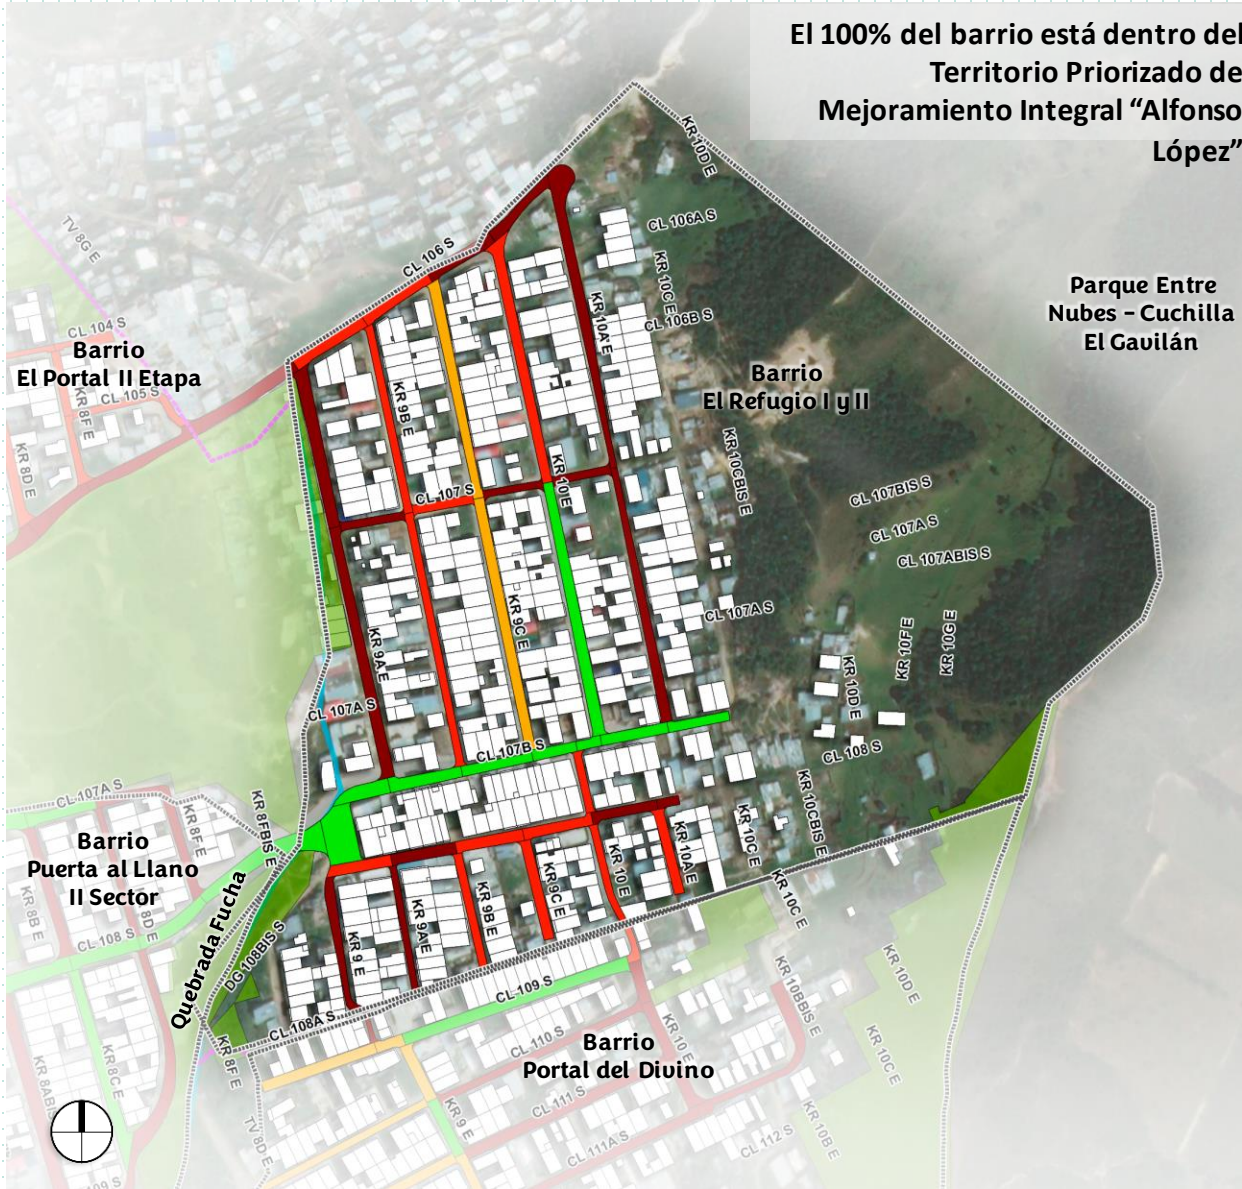 El 100% del barrio está dentro del
Territorio Priorizado de
Mejoramiento Integral “Alfonso
López”
KR 10D E
TV 8G E
CL 106A S
CL 106 S
KR 10C E
Parque Entre
Nubes – Cuchilla
El Gavilán
KR 10A E
CL 106B S
CL 104 S
Barrio
El Portal II Etapa
CL 105 S
KR 8F E
KR 8D E
KR 9B E
Barrio
El Refugio I y II
KR 10CBIS E
CL 107 S
KR 10 E
CL 107BIS S
CL 107A S
CL 107ABIS S
KR 9C E
CL 107A S
KR 10F E
KR 10G E
KR 9A E
KR 10D E
CL 107A S
CL 107B S
CL 108 S
CL 107A S
KR 8F E
KR 8FBIS E
KR 10CBIS E
KR 10C E
Barrio
Puerta al Llano
II Sector
KR 8B E
8D E
CL 108 S
KR 10 E
KR 10A E
KR 9C E
KR 9B E
KR 9A E
KR 9 E
KR 10C E
Quebrada Fucha
DG 108BIS S
KR 10D E
CL 109 S
KR 10BBIS E
CL 108A S
KR 8F E
CL 110 S
KR 10 E
Barrio
Portal del Divino
KR 10C E
KR 8ABIS E
KR 8C E
CL 111 S
KR 9 E
TV 8D E
CL 111A S
CL 112 S
KR 10B E
109 S